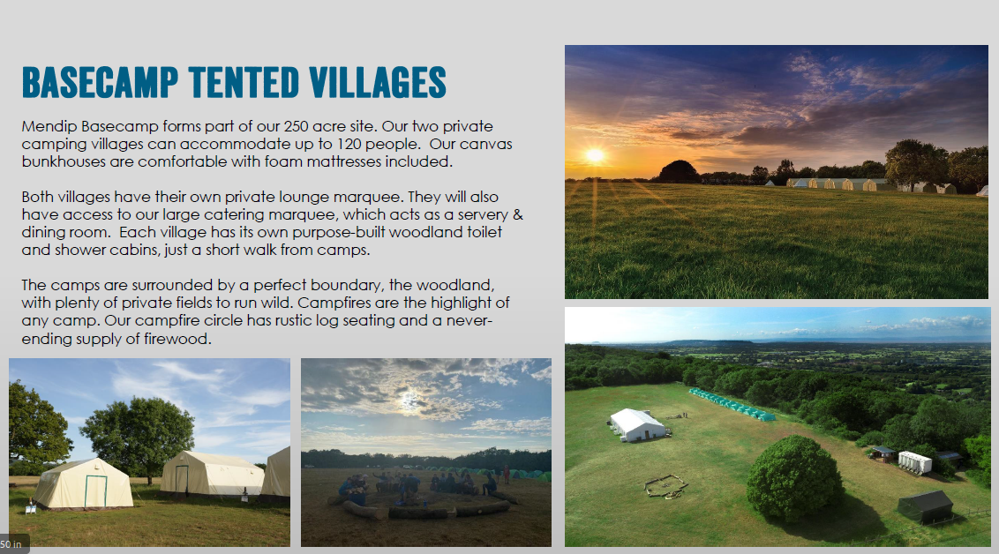 BASECAMP TENTED VILLAGES
Mendip Basecamp forms part of our 250 acre site. Our two private
camping villages can accommodate up to 120 people.  Our canvas
bunkhouses are comfortable with foam mattresses included.
Both villages have their own private lounge marquee. They will also
have access to our large catering marquee, which acts as a servery &
dining room.  Each village has its own purpose-built woodland toilet
and shower cabins, just a short walk from camps.
The camps are surrounded by a perfect boundary, the woodland,
with plenty of private fields to run wild. Campfires are the highlight of
any camp. Our campfire circle has rustic log seating and a never-
ending supply of firewood.
50 in